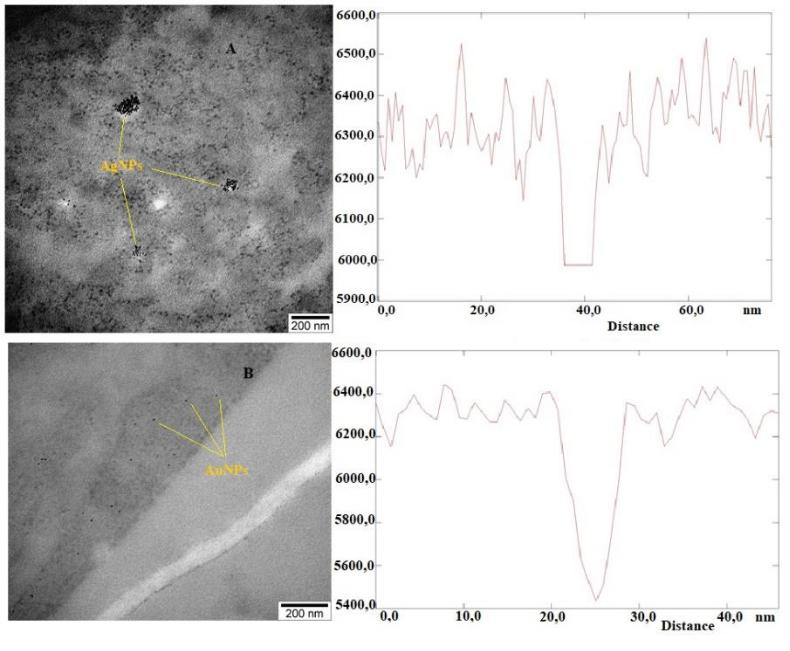 A
AgNPs
200 nm
6600,0
6500,0
6400,0
6300,0
6200,0
6100,0
6000,0
5900,0
0,0 20,0 40,0 60,0 nm
Distance
B
AuNPs
200 nm
6600,0
6400,0
6200,0
6000,0
5800,0
5600,0
5400,0
0,0 10,0 20,0 30,0 40,0 nm
Distance